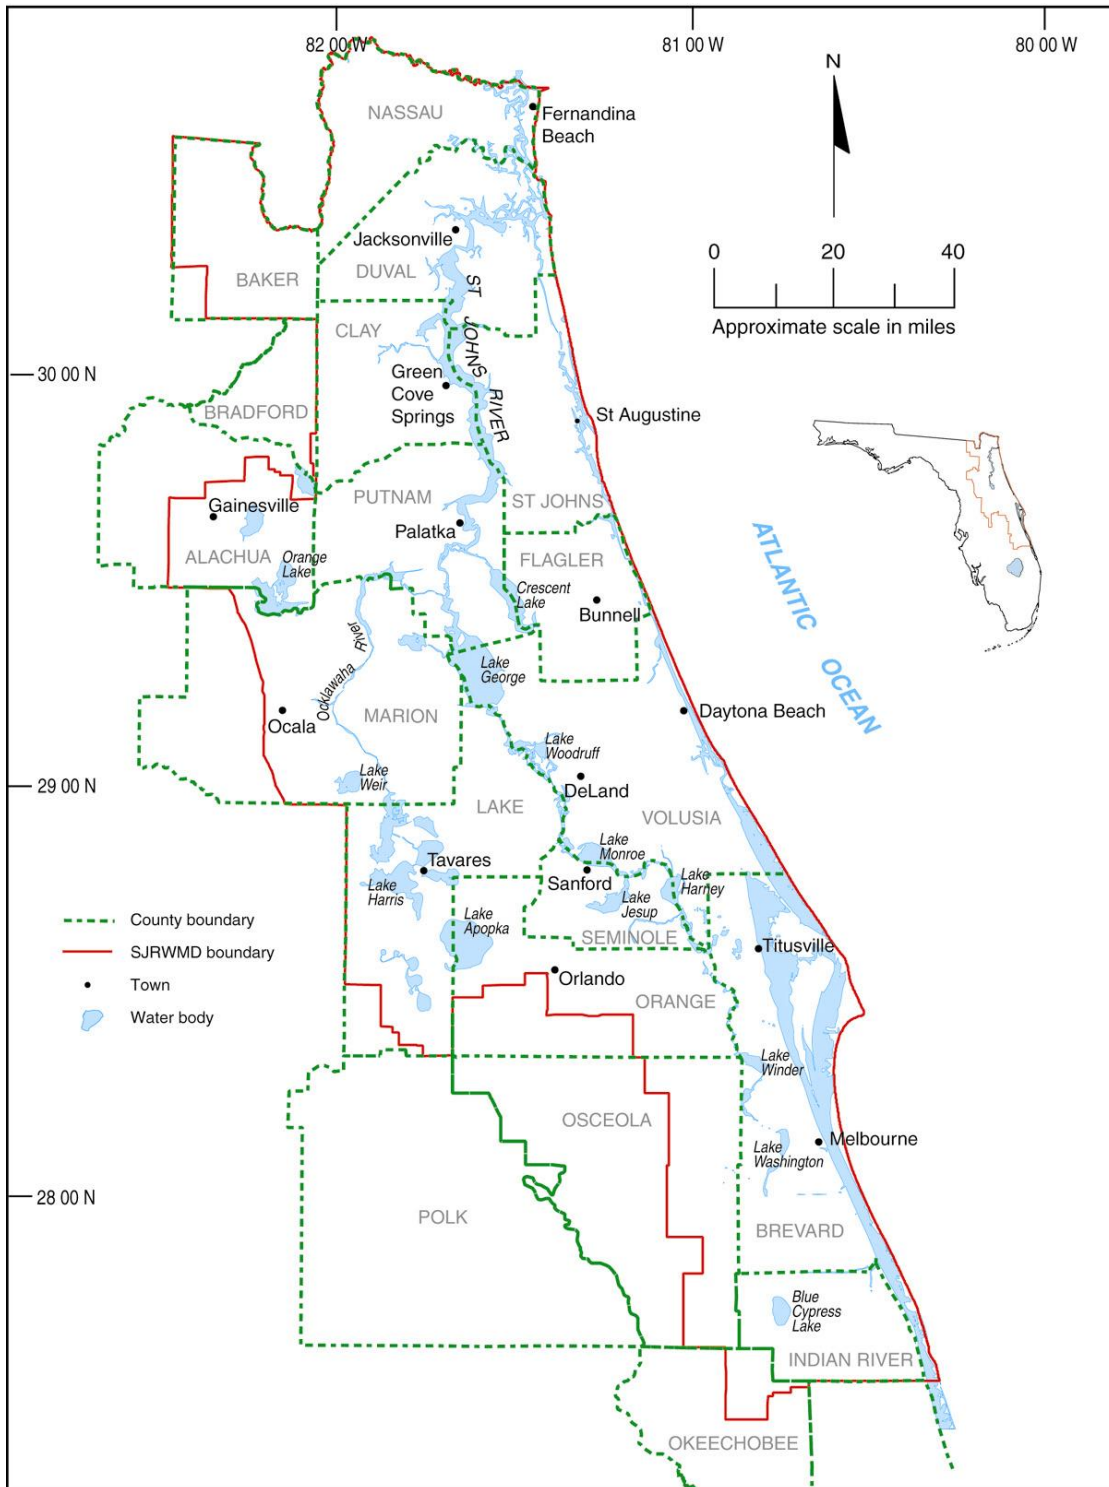 82 00 W
81 00 W
80 00 W
N
NASSAU
Fernandina
Beach
Jacksonville
DUVAL
BAKER
0 20 40
Approximate scale in miles
ST JOHNS RIVER
CLAY
30 00 N
Green
Cove
Springs
BRADFORD
St Augustine
PUTNAM
Gainesville
ST JOHNS
Palatka
ALACHUA
Orange
Lake
FLAGLER
Crescent
Lake
Bunnell
ATLANTIC OCEAN
Ocklawaha River
Lake
George
Ocala
MARION
Daytona Beach
Lake
Woodruff
Lake
Weir
29 00 N
DeLand
LAKE
VOLUSIA
Lake
Monroe
Tavares
Sanford
Lake
Harney
Lake
Harris
Lake
Jesup
Lake
Apopka
SEMINOLE
Titusville
County boundary
SJRWMD boundary
Town
Water body
Orlando
ORANGE
Lake
Winder
OSCEOLA
Melbourne
Lake
Washington
28 00 N
POLK
BREVARD
Blue
Cypress
Lake
INDIAN RIVER
OKEECHOBEE